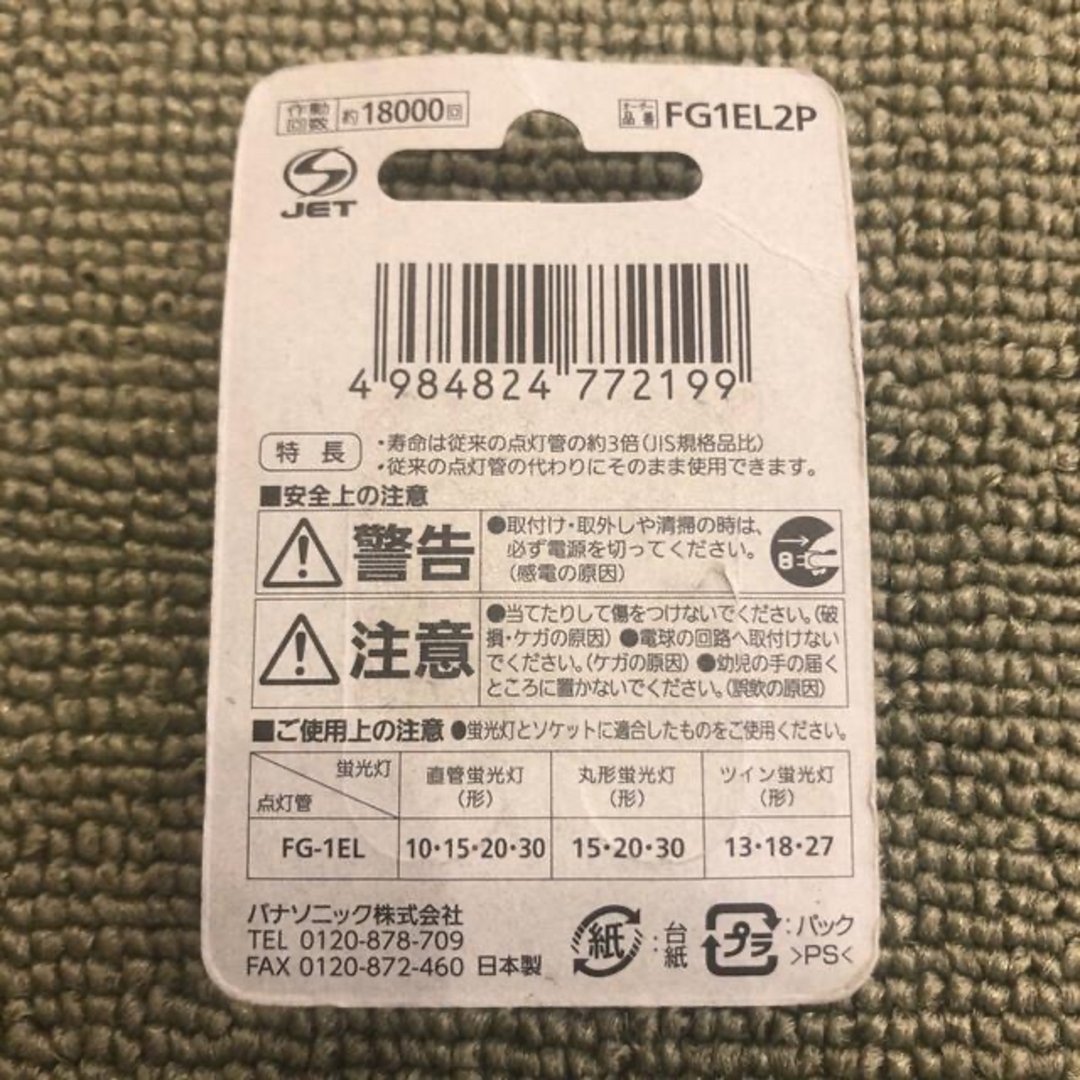 作動回数 約18000回
オーダー品番 FG1EL2P
JET
4 984824 772199
特長
・寿命は従来の点灯管の約3倍(JIS規格品比)
・従来の点灯管の代わりにそのまま使用できます。
■安全上の注意
警告
●取付け・取外しや清掃の時は、
必ず電源を切ってください。
(感電の原因)
注意
●当てたりして傷をつけないでください。(破
損・ケガの原因) ●電球の回路へ取付けない
でください。(ケガの原因) ●幼児の手の届く
ところに置かないでください。(誤飲の原因)
■ご使用上の注意 ●蛍光灯とソケットに適合したものをご使用ください。
蛍光灯
点灯管
直管蛍光灯
(形)
丸形蛍光灯
(形)
ツイン蛍光灯
(形)
FG-1EL 10・15・20・30 15・20・30 13・18・27
パナソニック株式会社
TEL 0120-878-709
FAX 0120-872-460 日本製
紙:台紙
プラ:パック
>PS<